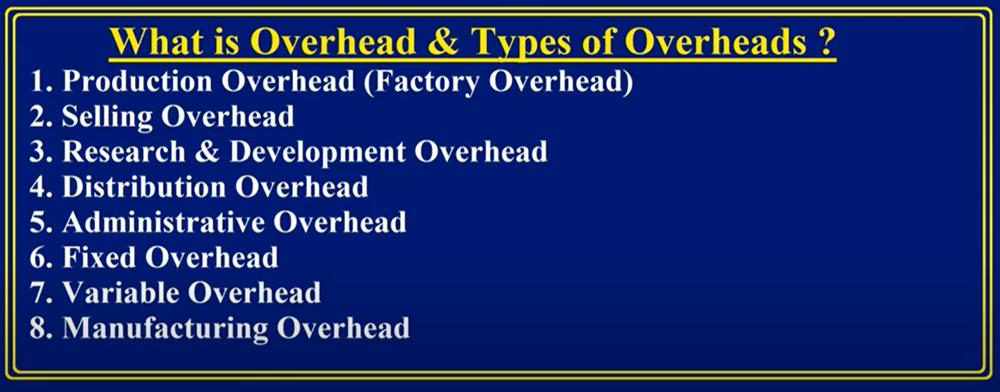 What is Overhead & Types of Overheads ?
1. Production Overhead (Factory Overhead)
2. Selling Overhead
3. Research & Development Overhead
4. Distribution Overhead
5. Administrative Overhead
6. Fixed Overhead
7. Variable Overhead
8. Manufacturing Overhead